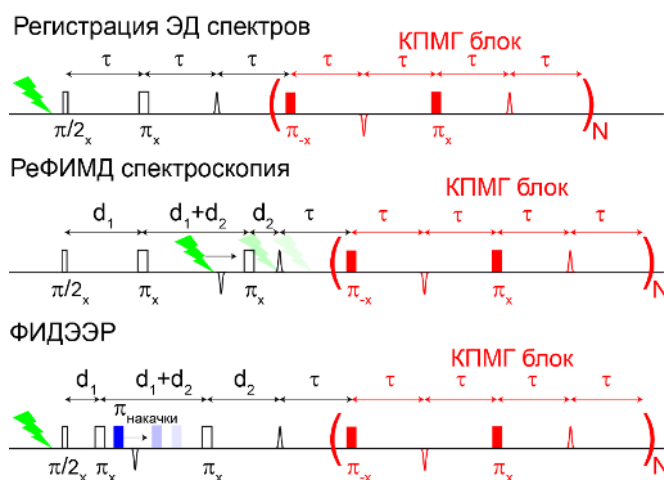 Регистрация ЭД спектров
КПМГ блок
τ τ τ τ τ τ τ
π/2ₓ πₓ π₋ₓ πₓ N
РеФИМД спектроскопия
КПМГ блок
d₁ d₁+d₂ d₂ τ τ τ τ τ
π/2ₓ πₓ πₓ π₋ₓ πₓ N
ФИДЭЭР
КПМГ блок
d₁ d₁+d₂ d₂ τ τ τ τ τ
πнакачки
π/2ₓ πₓ πₓ π₋ₓ πₓ N